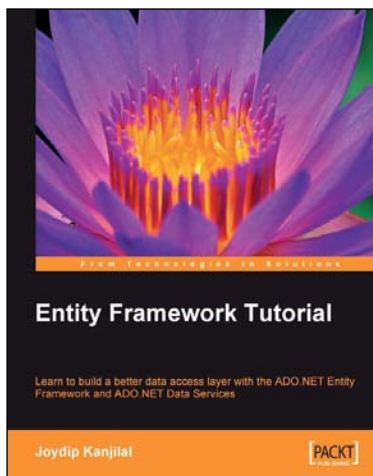 From Technologies to Solutions
Entity Framework Tutorial
Learn to build a better data access layer with the ADO.NET Entity
Framework and ADO.NET Data Services
Joydip Kanjilal
[PACKT]
PUBLISHING